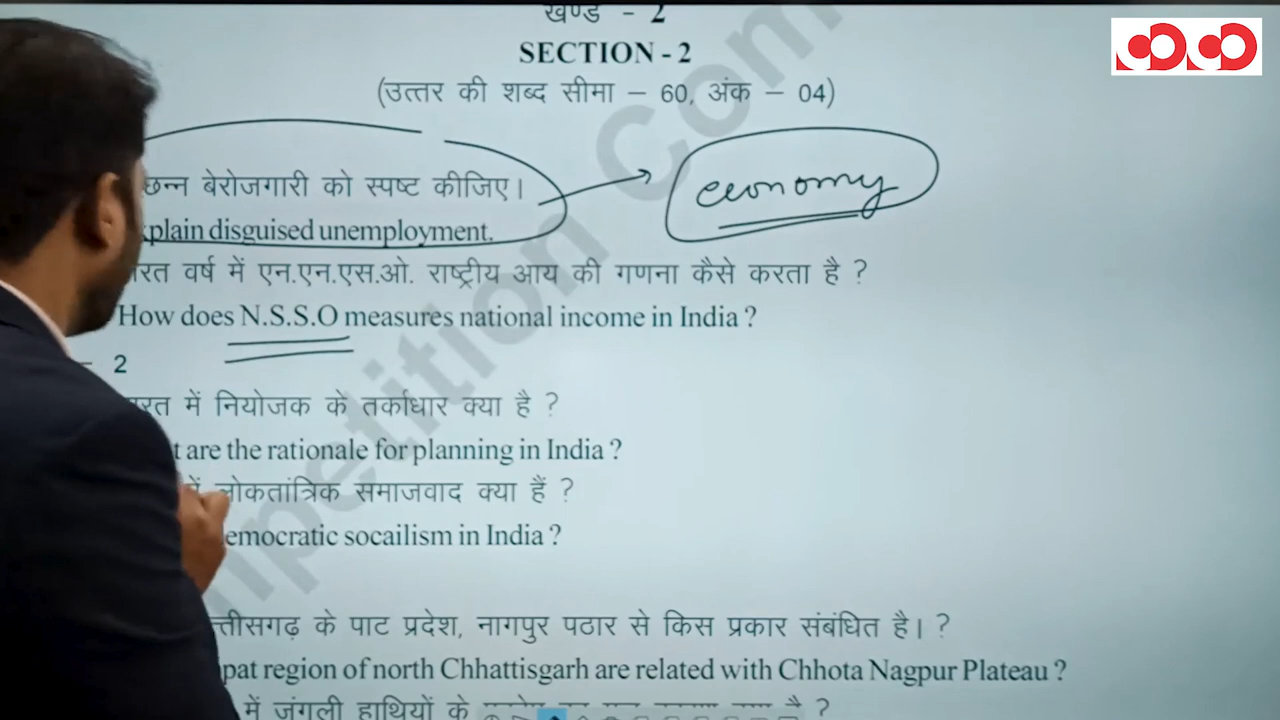 खण्ड - 2
SECTION - 2
(उत्तर की शब्द सीमा – 60, अंक – 04)
छन्न बेरोजगारी को स्पष्ट कीजिए।
economy
xplain disguised unemployment.
रत वर्ष में एन.एन.एस.ओ. राष्ट्रीय आय की गणना कैसे करता है ?
How does N.S.S.O measures national income in India ?
– 2
रत में नियोजक के तर्काधार क्या है ?
t are the rationale for planning in India ?
में लोकतांत्रिक समाजवाद क्या हैं ?
emocratic socailism in India ?
त्तीसगढ़ के पाट प्रदेश, नागपुर पठार से किस प्रकार संबंधित है। ?
pat region of north Chhattisgarh are related with Chhota Nagpur Plateau ?
में जंगली हाथियों के है ?
mpetition Com